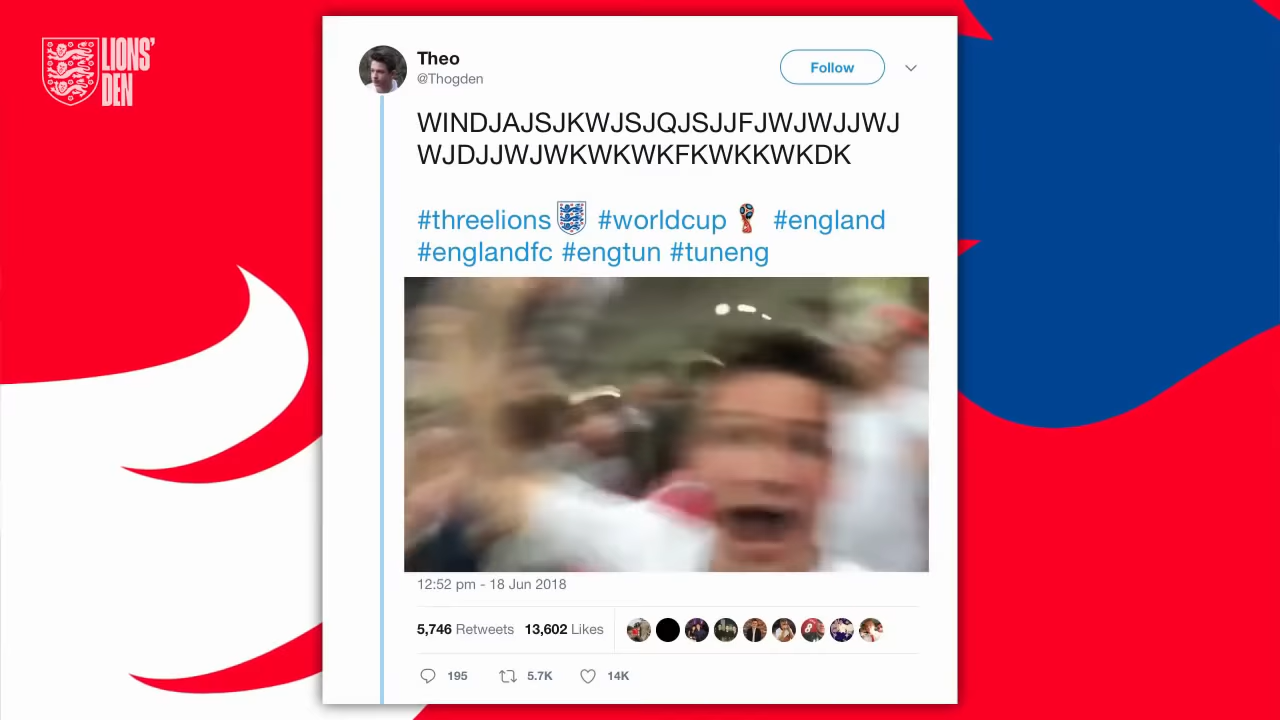 LIONS'
DEN
Theo
@Thogden
Follow
WINDJAJSJKWJSJQJSJJFJWJWJJWJ
WJDJJWJWKWKWKFKWKKWKDK
#threelions #worldcup #england
#englandfc #engtun #tuneng
12:52 pm - 18 Jun 2018
5,746 Retweets 13,602 Likes
8
195 5.7K 14K